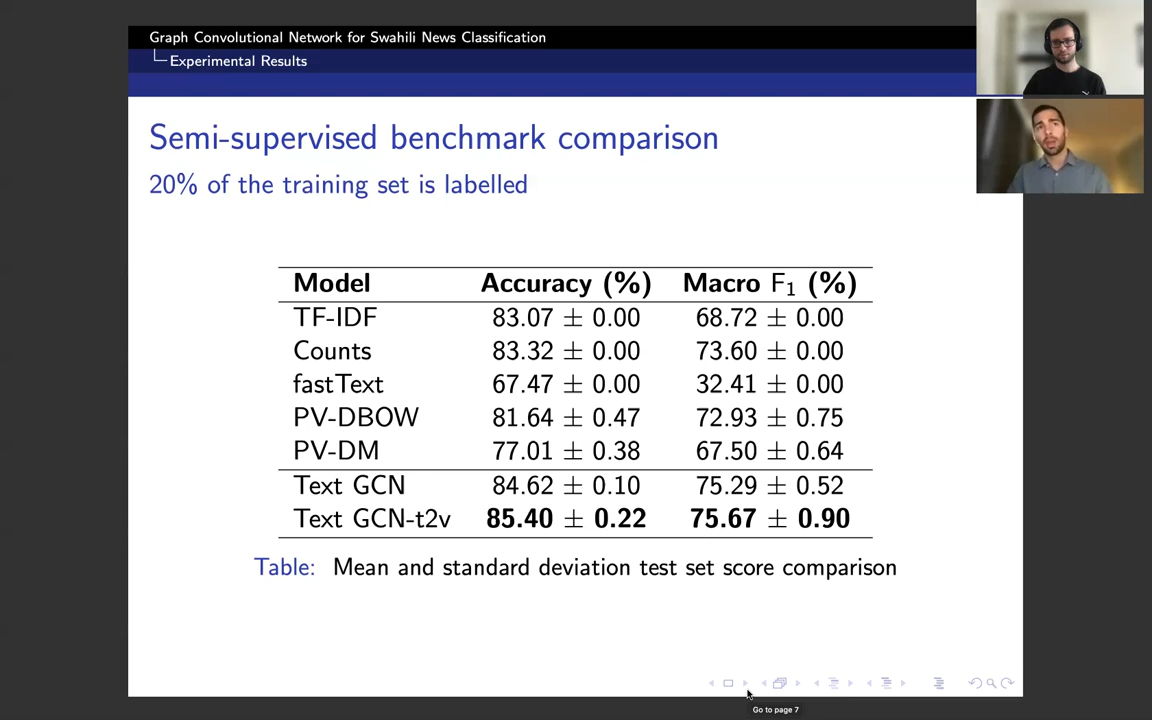 Graph Convolutional Network for Swahili News Classification
Experimental Results
Semi-supervised benchmark comparison
20% of the training set is labelled
Model Accuracy (%) Macro F₁ (%)
TF-IDF 83.07 ± 0.00 68.72 ± 0.00
Counts 83.32 ± 0.00 73.60 ± 0.00
fastText 67.47 ± 0.00 32.41 ± 0.00
PV-DBOW 81.64 ± 0.47 72.93 ± 0.75
PV-DM 77.01 ± 0.38 67.50 ± 0.64
Text GCN 84.62 ± 0.10 75.29 ± 0.52
Text GCN-t2v 85.40 ± 0.22 75.67 ± 0.90
Table: Mean and standard deviation test set score comparison
Go to page 7